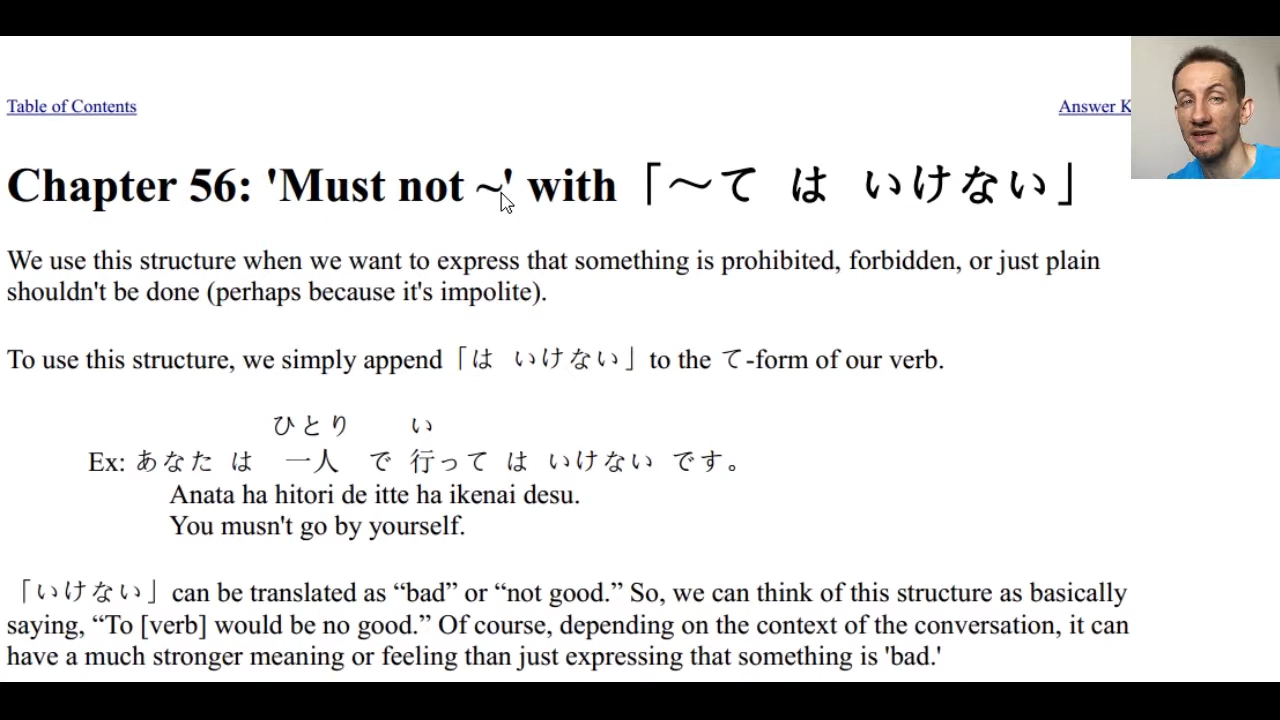 Table of Contents
Answer K
Chapter 56: 'Must not ~' with「～て は いけない」
We use this structure when we want to express that something is prohibited, forbidden, or just plain
shouldn't be done (perhaps because it's impolite).
To use this structure, we simply append「は いけない」to the て-form of our verb.
ひとり い
Ex: あなた は 一人 で 行って は いけない です。
Anata ha hitori de itte ha ikenai desu.
You musn't go by yourself.
「いけない」can be translated as “bad” or “not good.” So, we can think of this structure as basically
saying, “To [verb] would be no good.” Of course, depending on the context of the conversation, it can
have a much stronger meaning or feeling than just expressing that something is 'bad.'